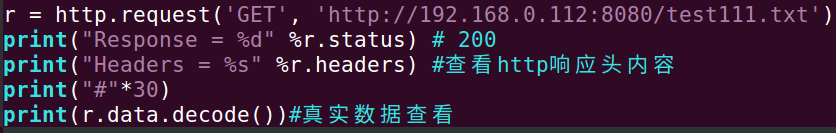 r = http.request('GET', 'http://192.168.0.112:8080/test111.txt')
print("Response = %d" %r.status) # 200
print("Headers = %s" %r.headers) #查看http响应头内容
print("#"*30)
print(r.data.decode())#真实数据查看